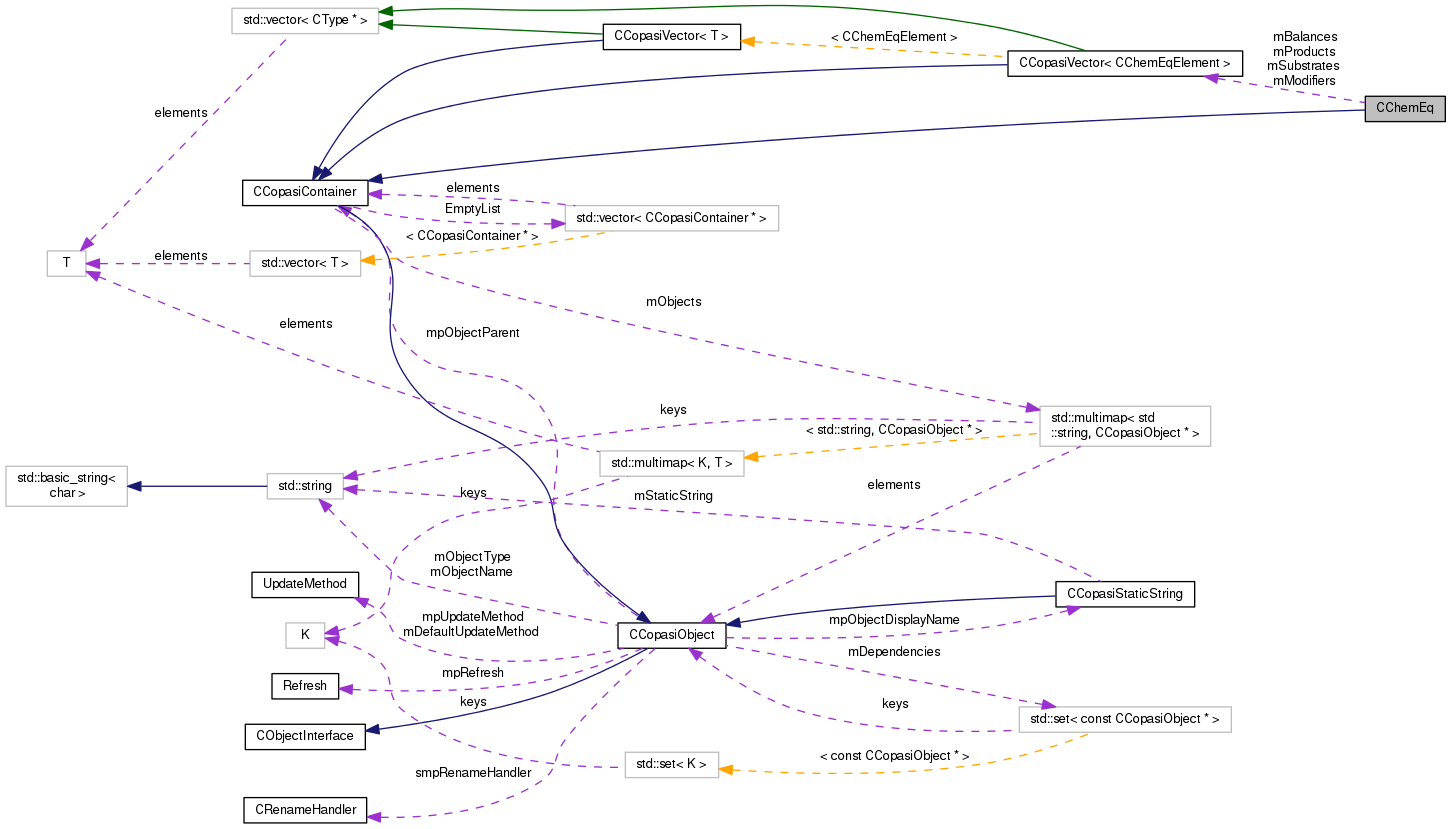 std::vector< CType * >
CCopasiVector< T >
< CChemEqElement >
mBalances
mProducts
mSubstrates
mModifiers
CCopasiVector< CChemEqElement >
CChemEq
elements
CCopasiContainer
elements
EmptyList
std::vector< CCopasiContainer * >
< CCopasiContainer * >
T
elements
std::vector< T >
mObjects
elements
mpObjectParent
keys
std::multimap< std
::string, CCopasiObject * >
< std::string, CCopasiObject * >
std::multimap< K, T >
std::basic_string<
char >
std::string
keys
mStaticString
elements
mObjectType
mObjectName
UpdateMethod
CCopasiStaticString
mpUpdateMethod
mDefaultUpdateMethod
mpObjectDisplayName
K
CCopasiObject
mDependencies
mpRefresh
Refresh
keys
keys
std::set< const CCopasiObject * >
CObjectInterface
< const CCopasiObject * >
std::set< K >
smpRenameHandler
CRenameHandler